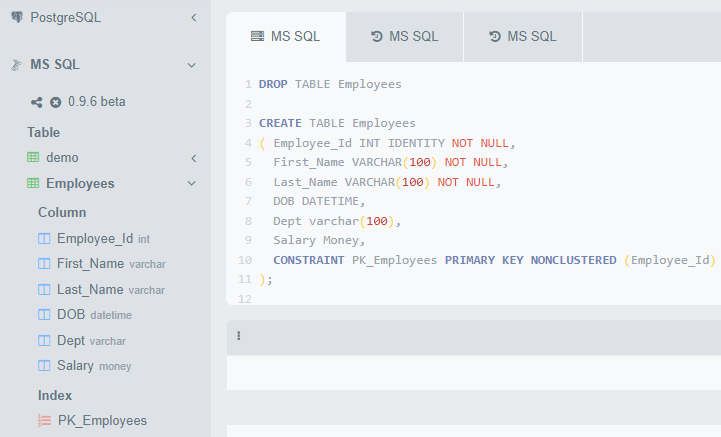 PostgreSQL
MS SQL
0.9.6 beta
Table
demo
Employees
Column
Employee_Id int
First_Name varchar
Last_Name varchar
DOB datetime
Dept varchar
Salary money
Index
PK_Employees
MS SQL MS SQL MS SQL
1 DROP TABLE Employees
2
3 CREATE TABLE Employees
4 ( Employee_Id INT IDENTITY NOT NULL,
5 First_Name VARCHAR(100) NOT NULL,
6 Last_Name VARCHAR(100) NOT NULL,
7 DOB DATETIME,
8 Dept varchar(100),
9 Salary Money,
10 CONSTRAINT PK_Employees PRIMARY KEY NONCLUSTERED (Employee_Id)
11 );
12